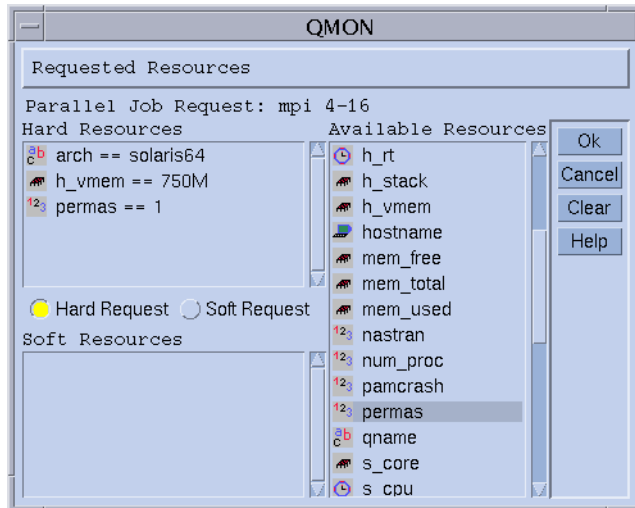 QMON
Requested Resources
Parallel Job Request: mpi 4-16
Hard Resources
arch == solaris64
h_vmem == 750M
permas == 1
Hard Request
Soft Request
Soft Resources
Available Resources
h_rt
h_stack
h_vmem
hostname
mem_free
mem_total
mem_used
nastran
num_proc
pamcrash
permas
qname
s_core
s_cpu
Ok
Cancel
Clear
Help